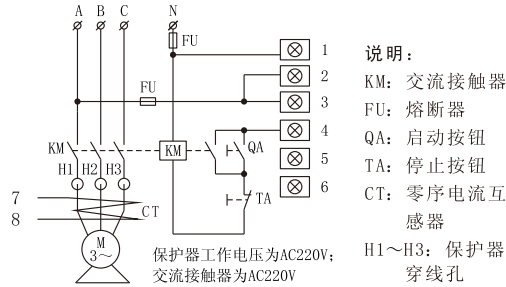 A B C N
FU
1
2
FU
3
4
KM
KM
QA
5
H1 H2 H3
6
7
TA
8
CT
M
3～
保护器工作电压为AC220V；
交流接触器为AC220V
说明：
KM：交流接触器
FU：熔断器
QA：启动按钮
TA：停止按钮
CT：零序电流互
感器
H1～H3：保护器
穿线孔